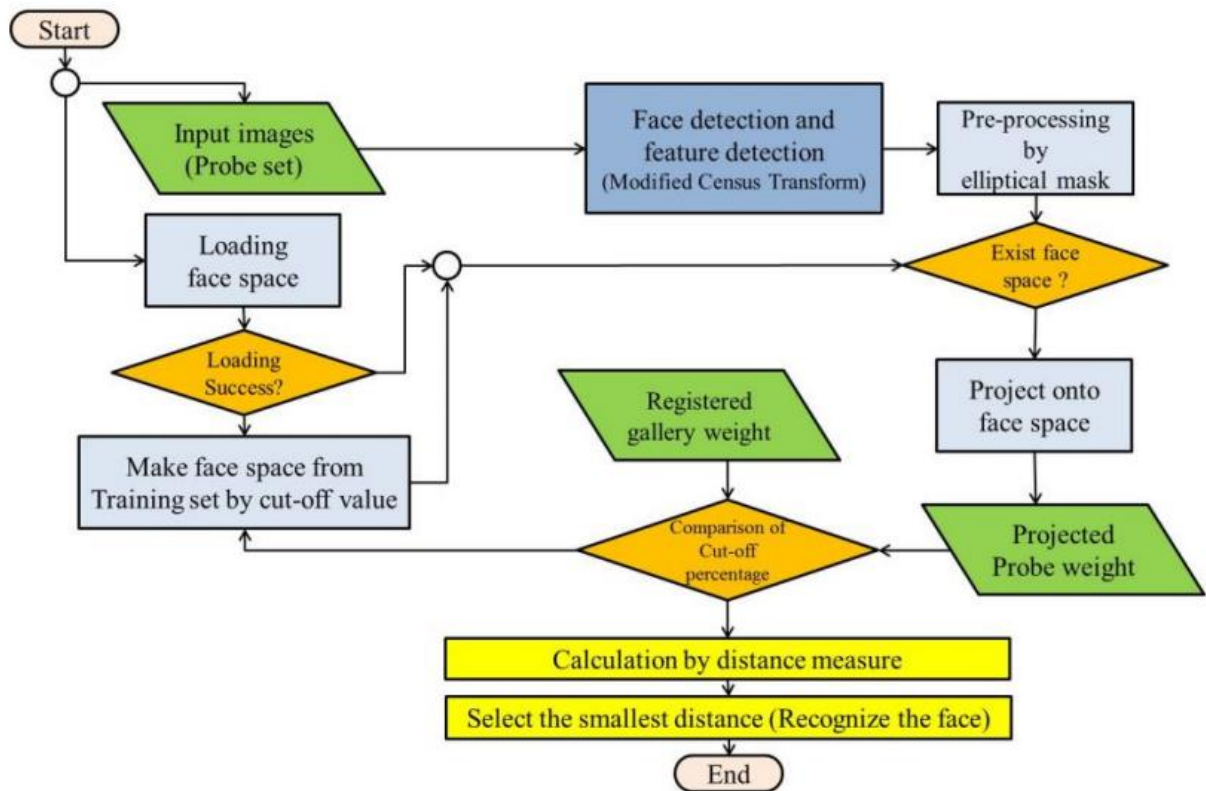 Start
Input images
(Probe set)
Face detection and
feature detection
(Modified Census Transform)
Pre-processing
by
elliptical mask
Loading
face space
Exist face
space ?
Loading
Success?
Registered
gallery weight
Project onto
face space
Make face space from
Training set by cut-off value
Comparison of
Cut-off
percentage
Projected
Probe weight
Calculation by distance measure
Select the smallest distance (Recognize the face)
End